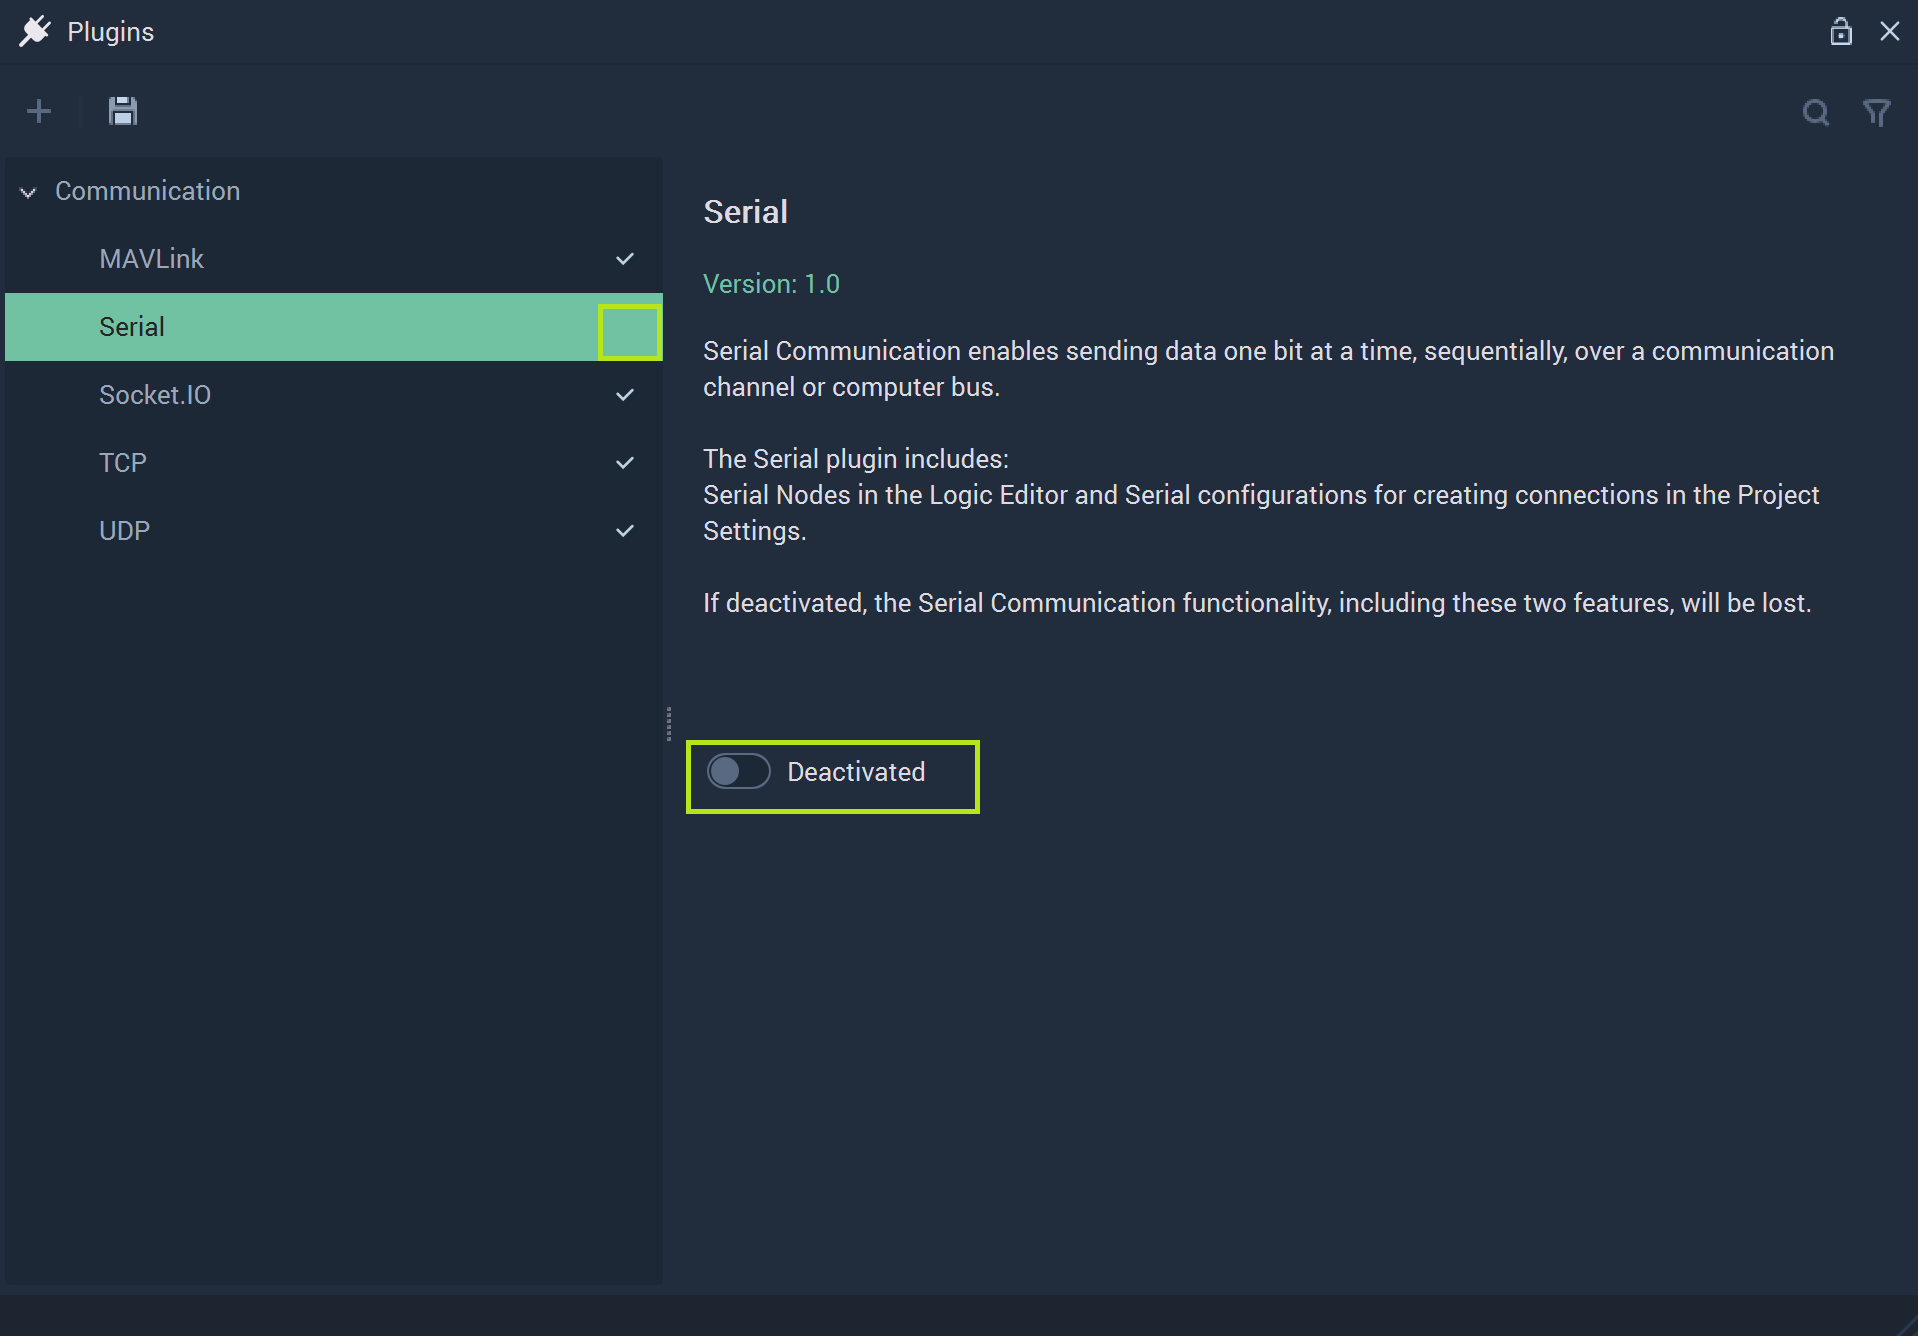 Plugins
Communication
MAVLink
Serial
Socket.IO
TCP
UDP
Serial
Version: 1.0
Serial Communication enables sending data one bit at a time, sequentially, over a communication
channel or computer bus.
The Serial plugin includes:
Serial Nodes in the Logic Editor and Serial configurations for creating connections in the Project
Settings.
If deactivated, the Serial Communication functionality, including these two features, will be lost.
Deactivated